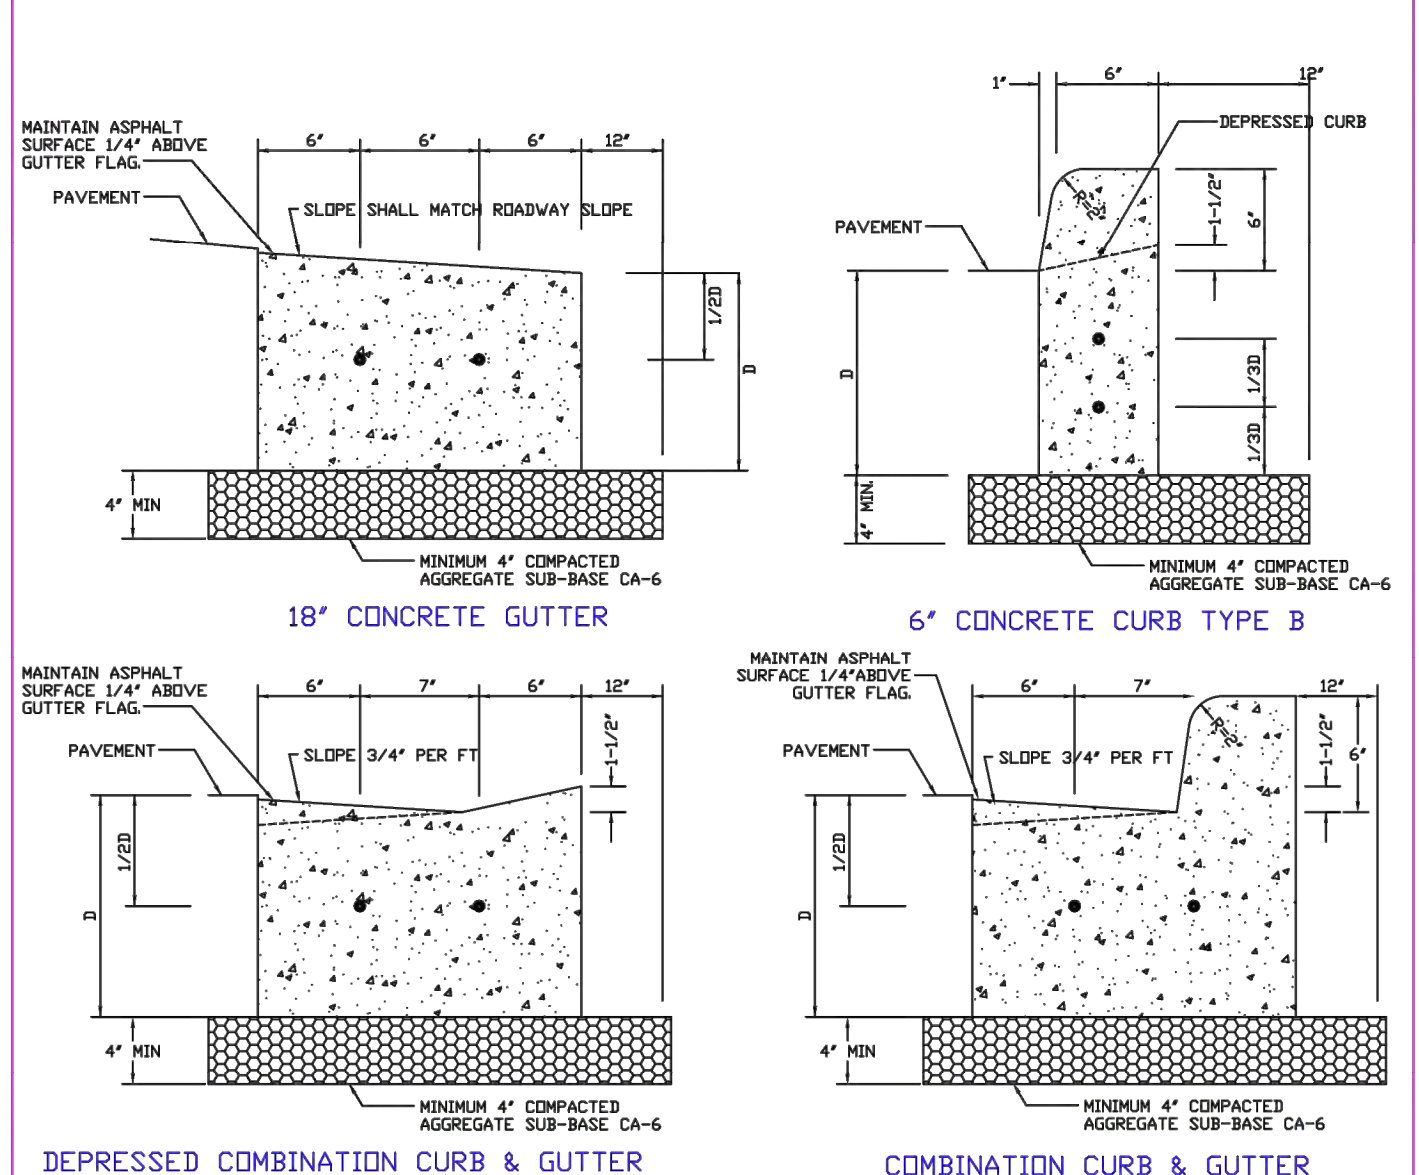 6" 6" 6" 12"
MAINTAIN ASPHALT
SURFACE 1/4" ABOVE
GUTTER FLAG.
PAVEMENT
SLOPE SHALL MATCH ROADWAY SLOPE
1/2D
D
4" MIN
MINIMUM 4" COMPACTED
AGGREGATE SUB-BASE CA-6
18" CONCRETE GUTTER
1" 6" 12"
DEPRESSED CURB
R=2"
1-1/2"
6"
PAVEMENT
D
1/3D
1/3D
4" MIN.
MINIMUM 4" COMPACTED
AGGREGATE SUB-BASE CA-6
6" CONCRETE CURB TYPE B
MAINTAIN ASPHALT
SURFACE 1/4" ABOVE
GUTTER FLAG.
6" 7" 6" 12"
PAVEMENT
SLOPE 3/4" PER FT
1-1/2"
1/2D
D
4" MIN
MINIMUM 4" COMPACTED
AGGREGATE SUB-BASE CA-6
DEPRESSED COMBINATION CURB & GUTTER
MAINTAIN ASPHALT
SURFACE 1/4"ABOVE
GUTTER FLAG.
6" 7" 12"
R=2"
PAVEMENT
SLOPE 3/4" PER FT
1-1/2"
6"
1/2D
D
4" MIN
MINIMUM 4" COMPACTED
AGGREGATE SUB-BASE CA-6
COMBINATION CURB & GUTTER